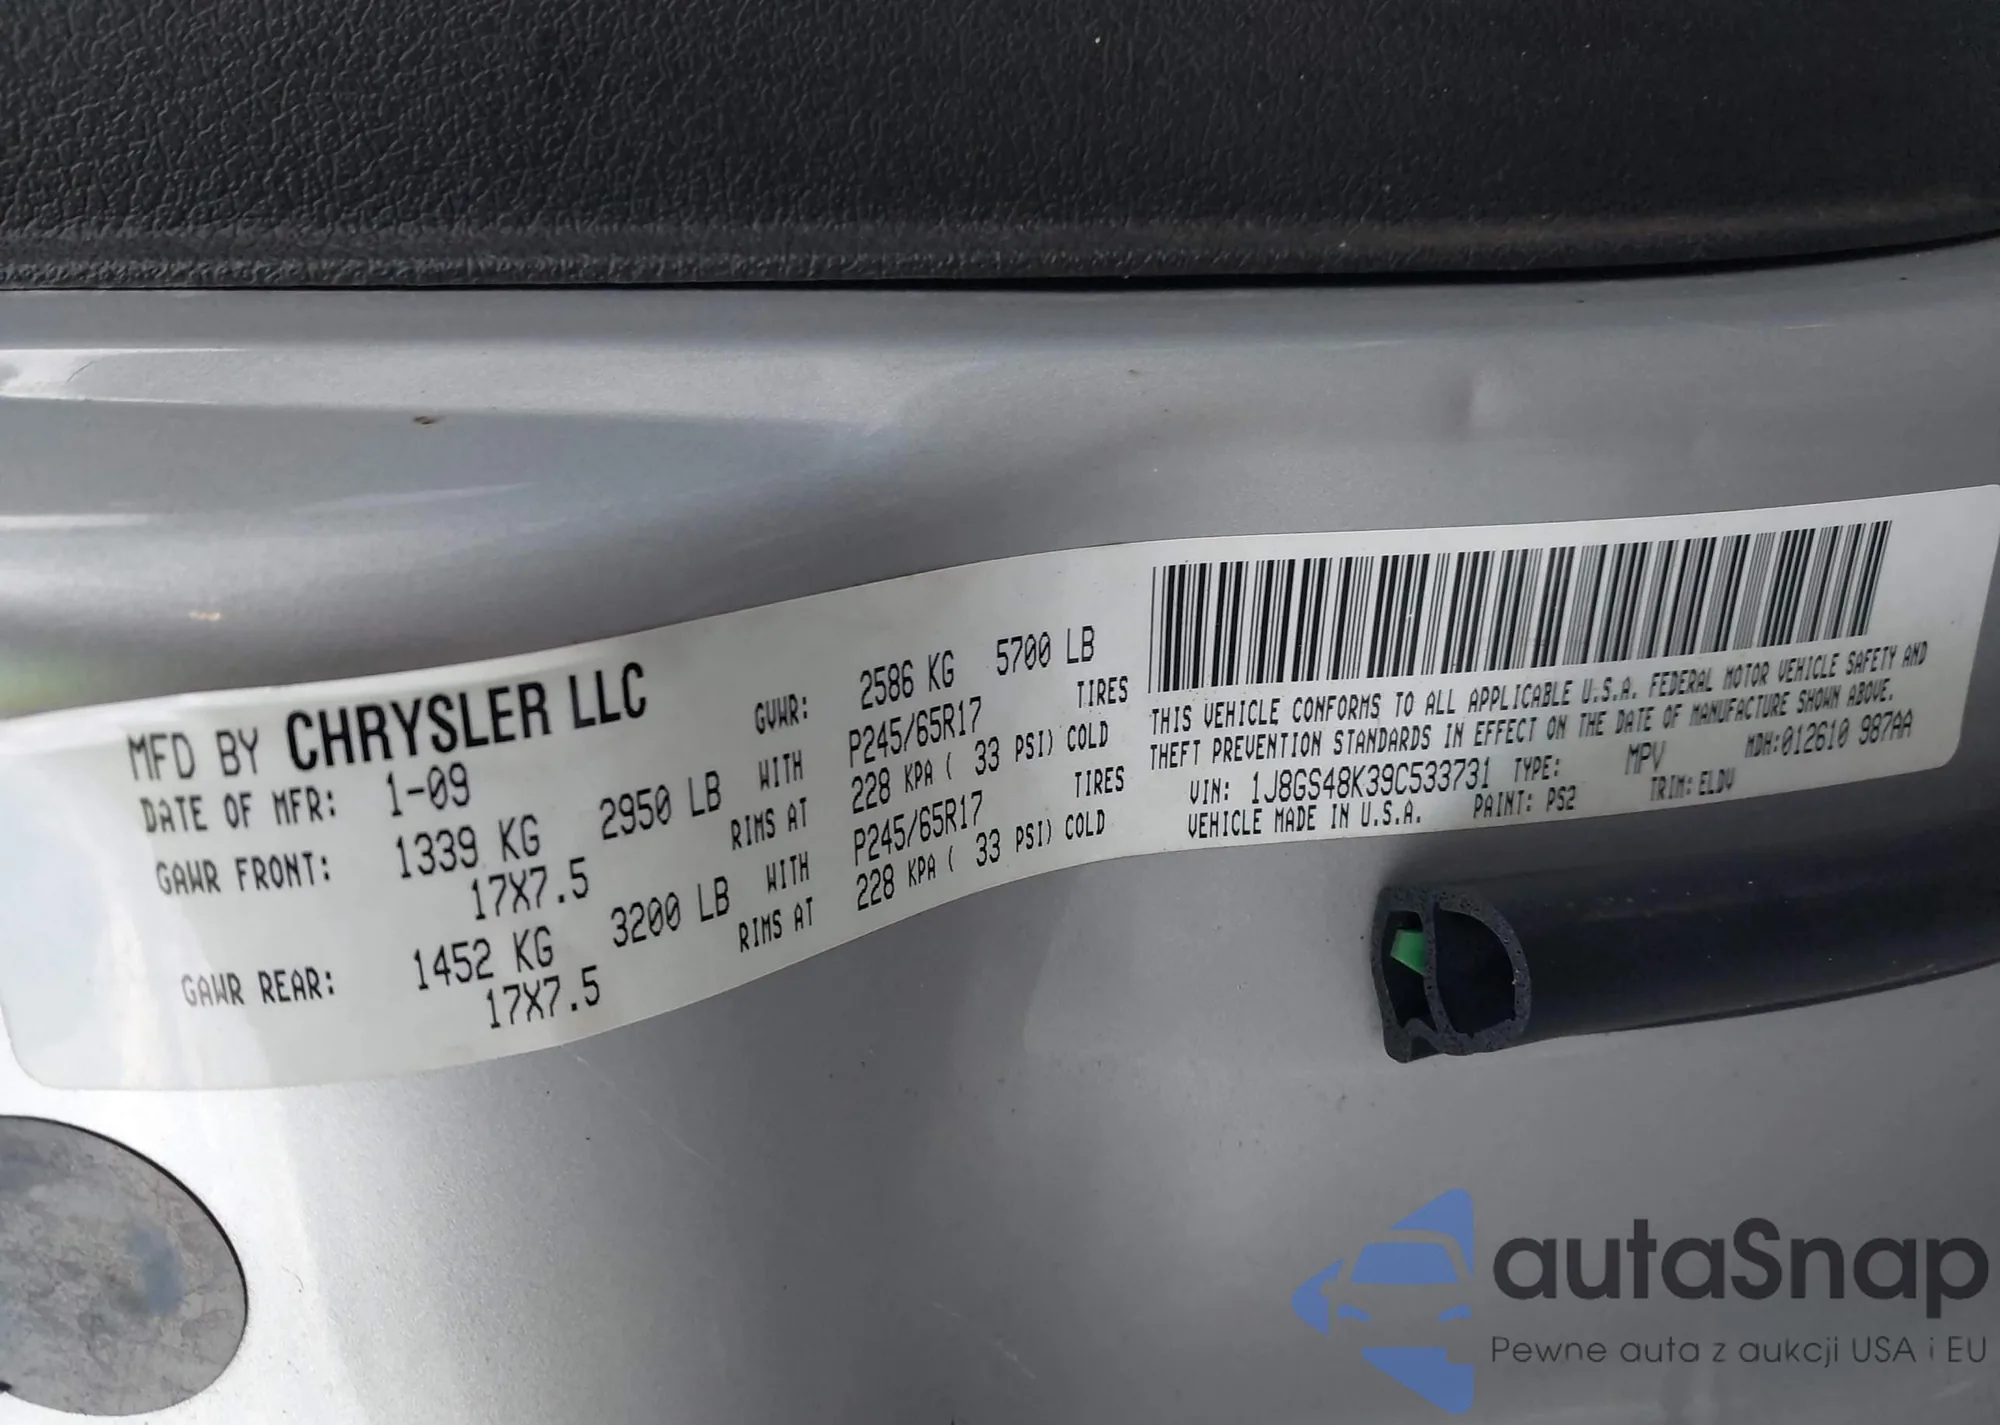 MFD BY CHRYSLER LLC
DATE OF MFR: 1-09
GVWR: 2586 KG 5700 LB
GAWR FRONT: 1339 KG 2950 LB WITH P245/65R17 TIRES
17X7.5 RIMS AT 228 KPA ( 33 PSI) COLD
GAWR REAR: 1452 KG 3200 LB WITH P245/65R17 TIRES
17X7.5 RIMS AT 228 KPA ( 33 PSI) COLD
THIS VEHICLE CONFORMS TO ALL APPLICABLE U.S.A. FEDERAL MOTOR VEHICLE SAFETY AND
THEFT PREVENTION STANDARDS IN EFFECT ON THE DATE OF MANUFACTURE SHOWN ABOVE.
VIN: 1J8GS48K39C533731 TYPE: MPV MDH:012610 987AA
VEHICLE MADE IN U.S.A. PAINT: PS2 TRIM: ELDV
autaSnap
Pewne auta z aukcji USA i EU